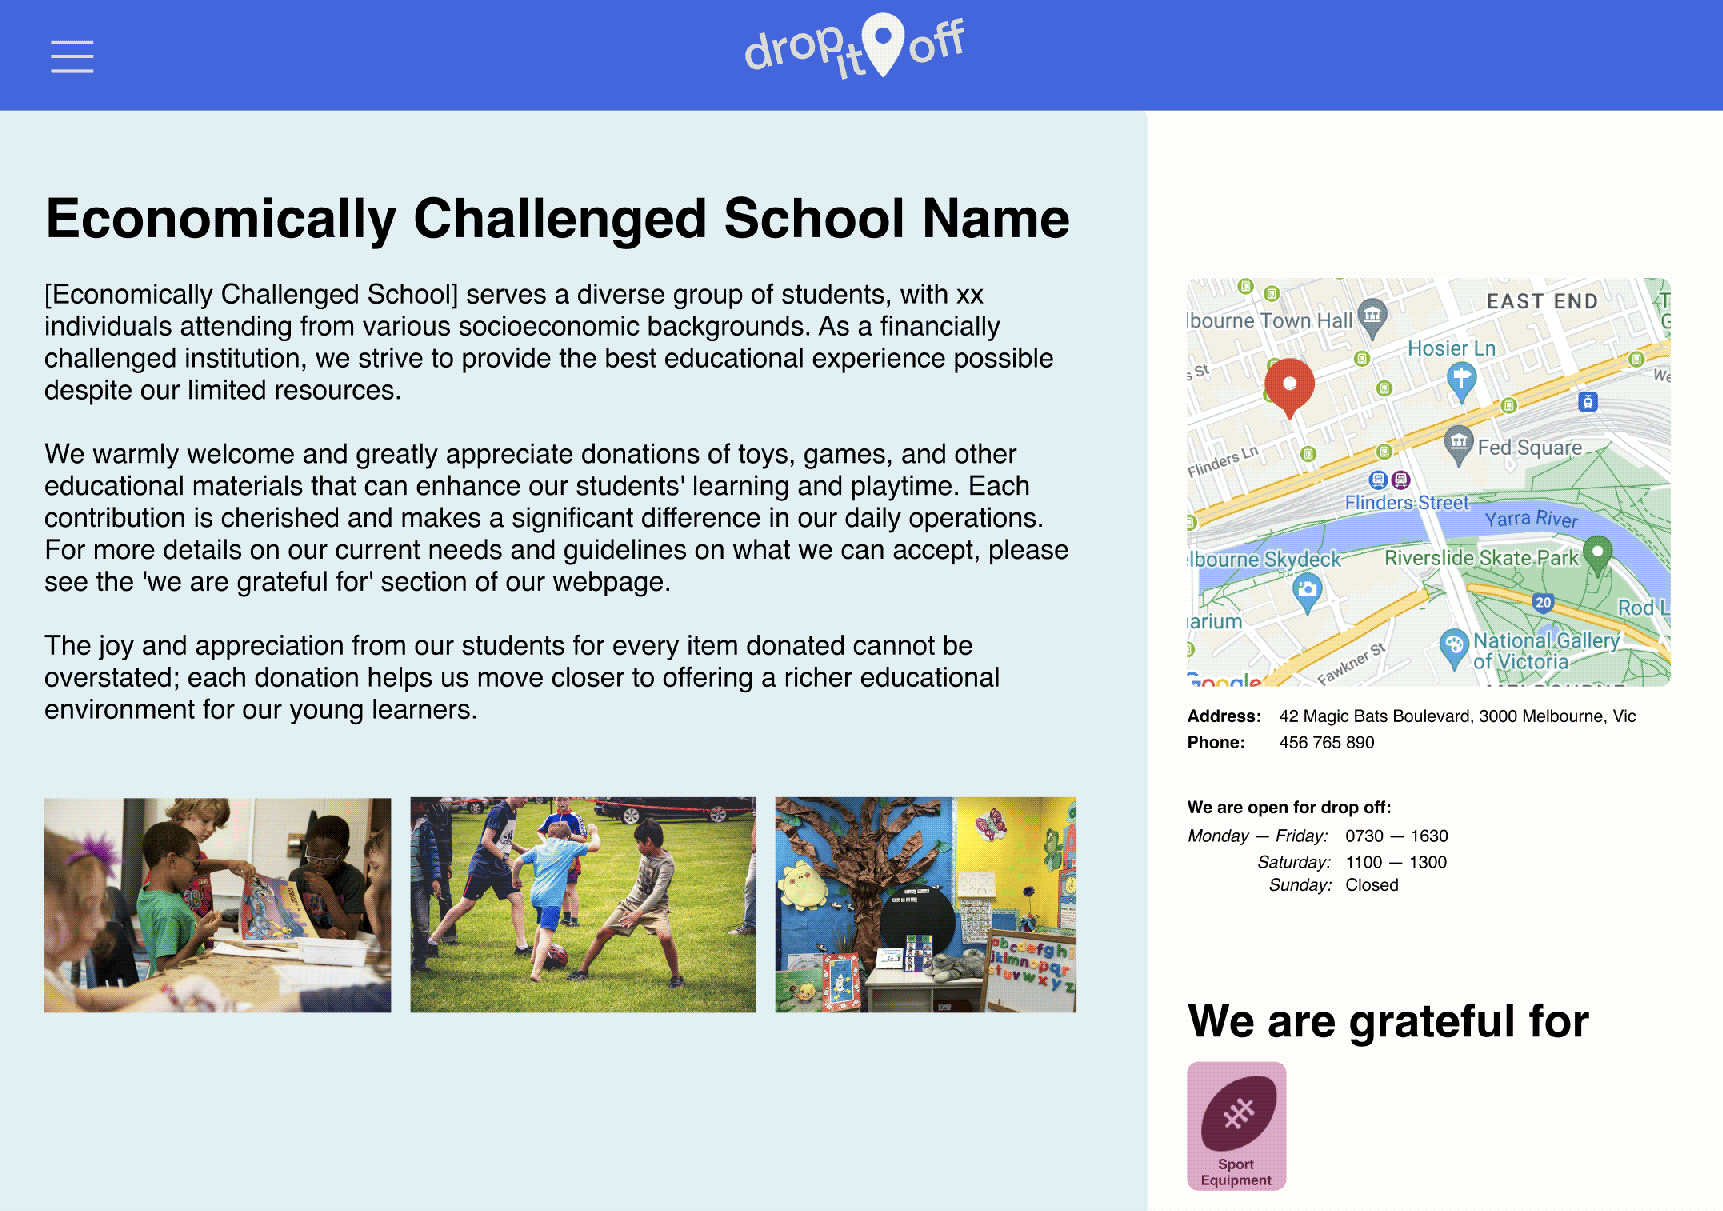 drop it off
Economically Challenged School Name
[Economically Challenged School] serves a diverse group of students, with xx
individuals attending from various socioeconomic backgrounds. As a financially
challenged institution, we strive to provide the best educational experience possible
despite our limited resources.
We warmly welcome and greatly appreciate donations of toys, games, and other
educational materials that can enhance our students' learning and playtime. Each
contribution is cherished and makes a significant difference in our daily operations.
For more details on our current needs and guidelines on what we can accept, please
see the 'we are grateful for' section of our webpage.
The joy and appreciation from our students for every item donated cannot be
overstated; each donation helps us move closer to offering a richer educational
environment for our young learners.
abcdefgh
ijklmnopqr
stuvwxyz
EAST END
lbourne Town Hall
Hosier Ln
s St
We
Fed Square
Flinders Ln
Flinders Street
Yarra River
lbourne Skydeck
Riverslide Skate Park
20
Rod L
arium
National Gallery
of Victoria
Fawkner St
Google
Address: 42 Magic Bats Boulevard, 3000 Melbourne, Vic
Phone: 456 765 890
We are open for drop off:
Monday — Friday: 0730 — 1630
Saturday: 1100 — 1300
Sunday: Closed
We are grateful for
Sport
Equipment